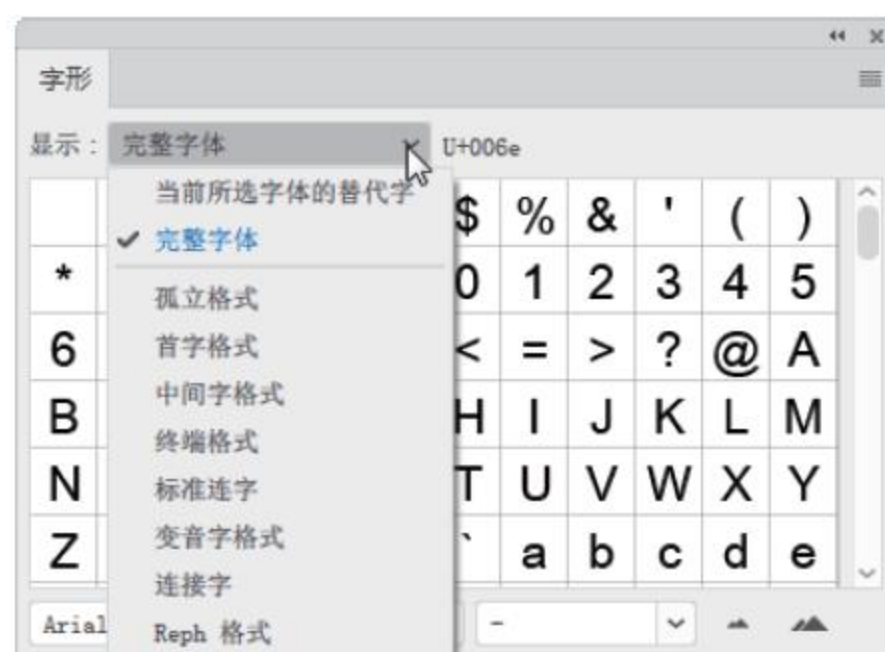 字形
显示：完整字体 U+006e
当前所选字体的替代字
完整字体
孤立格式
首字格式
中间字格式
终端格式
标准连字
变音字格式
连接字
Reph 格式
$ % & ' ( )
* 0 1 2 3 4 5
6 < = > ? @ A
B H I J K L M
N T U V W X Y
Z ` a b c d e
Arial -